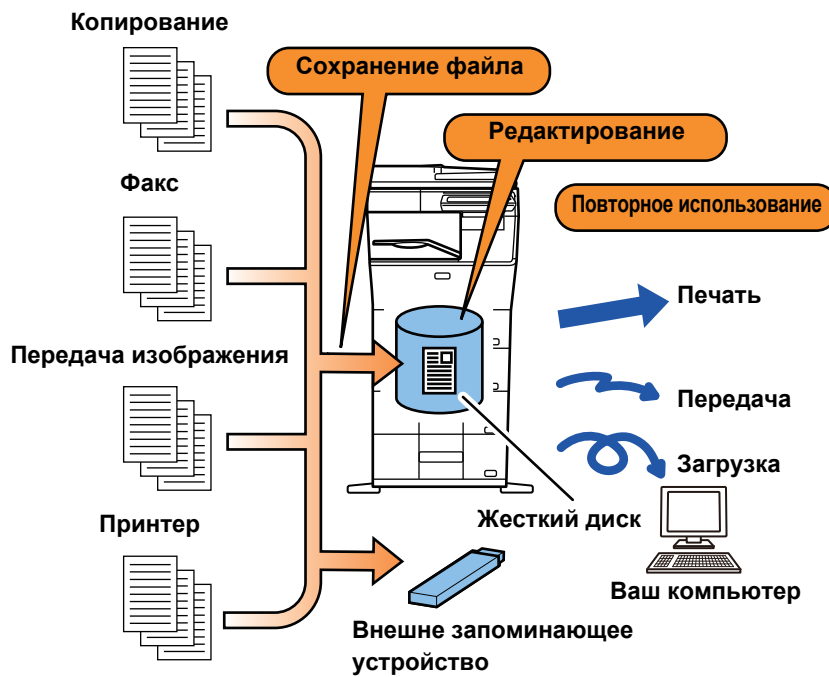 Копирование
Сохранение файла
Редактирование
Факс
Повторное использование
Печать
Передача изображения
Передача
Загрузка
Принтер
Жесткий диск
Ваш компьютер
Внешне запоминающее
устройство